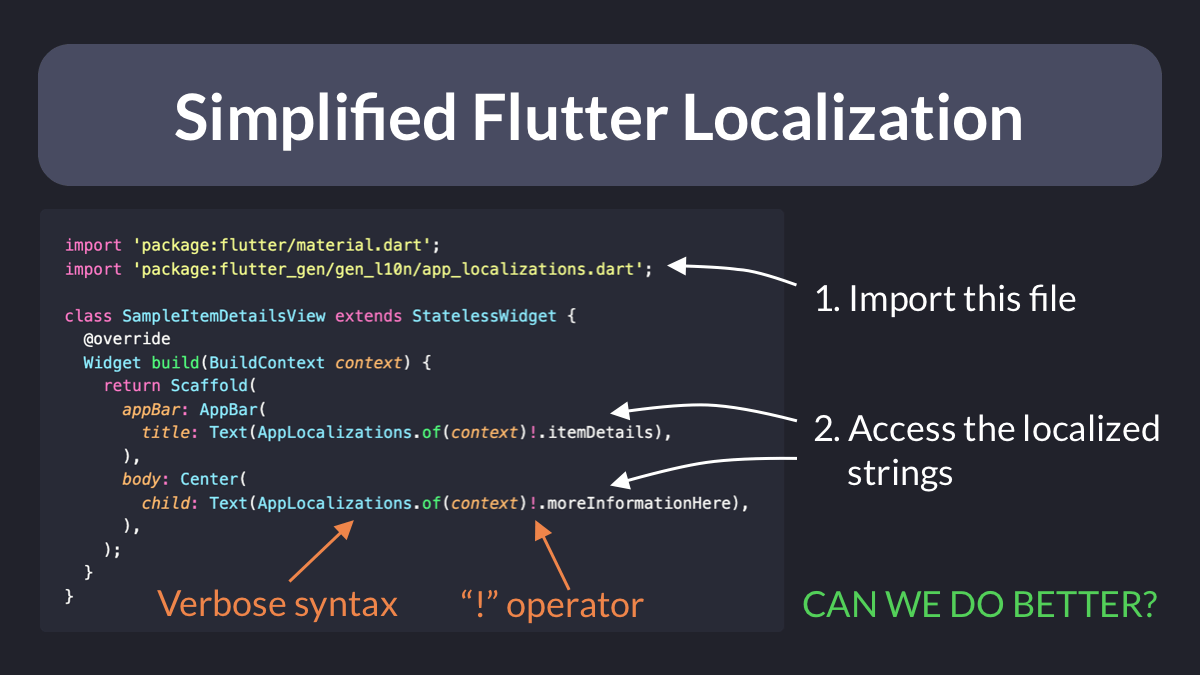 Simplified Flutter Localization
import 'package:flutter/material.dart';
import 'package:flutter_gen/gen_l10n/app_localizations.dart';
class SampleItemDetailsView extends StatelessWidget {
@override
Widget build(BuildContext context) {
return Scaffold(
appBar: AppBar(
title: Text(AppLocalizations.of(context)!.itemDetails),
),
body: Center(
child: Text(AppLocalizations.of(context)!.moreInformationHere),
),
);
}
}
1. Import this file
2. Access the localized
strings
Verbose syntax
“!” operator
CAN WE DO BETTER?